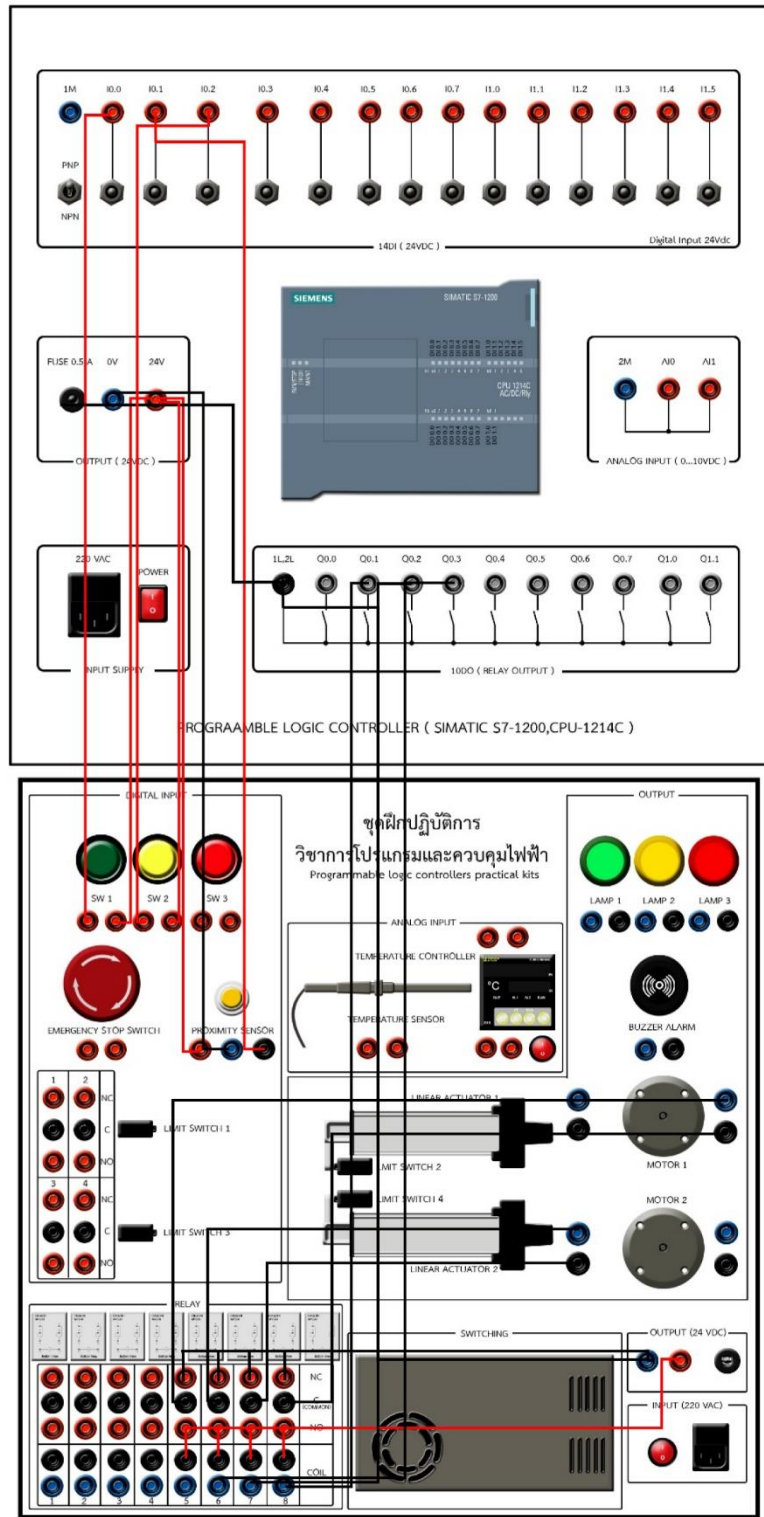 1M I0.0 I0.1 I0.2 I0.3 I0.4 I0.5 I0.6 I0.7 I1.0 I1.1 I1.2 I1.3 I1.4 I1.5
PNP
NPN
14DI ( 24VDC )
Digital Input 24Vdc
SIEMENS
SIMATIC S7-1200
CPU 1214C
AC/DC/Rly
FUSE 0.5A 0V 24V
OUTPUT ( 24VDC )
2M AI0 AI1
ANALOG INPUT ( 0...10VDC )
220 VAC
POWER
INPUT SUPPLY
1L,2L Q0.0 Q0.1 Q0.2 Q0.3 Q0.4 Q0.5 Q0.6 Q0.7 Q1.0 Q1.1
10DO ( RELAY OUTPUT )
PROGRAAMBLE LOGIC CONTROLLER ( SIMATIC S7-1200,CPU-1214C )
DIGITAL INPUT
SW 1 SW 2 SW 3
EMERGENCY STOP SWITCH
PROXIMITY SENSOR
1 2
NC
C
NO
LIMIT SWITCH 1
3 4
NC
C
NO
LIMIT SWITCH 3
ชุดฝึกปฏิบัติการ
วิชาการโปรแกรมและควบคุมไฟฟ้า
Programmable logic controllers practical kits
ANALOG INPUT
TEMPERATURE CONTROLLER
°C
TEMPERATURE SENSOR
OUTPUT
LAMP 1 LAMP 2 LAMP 3
BUZZER ALARM
LINEAR ACTUATOR 1
LIMIT SWITCH 2
LIMIT SWITCH 4
LINEAR ACTUATOR 2
MOTOR 1
MOTOR 2
RELAY
NC
C
(COMMON)
NO
COIL
1 2 3 4 5 6 7 8
SWITCHING
OUTPUT (24 VDC)
INPUT (220 VAC)